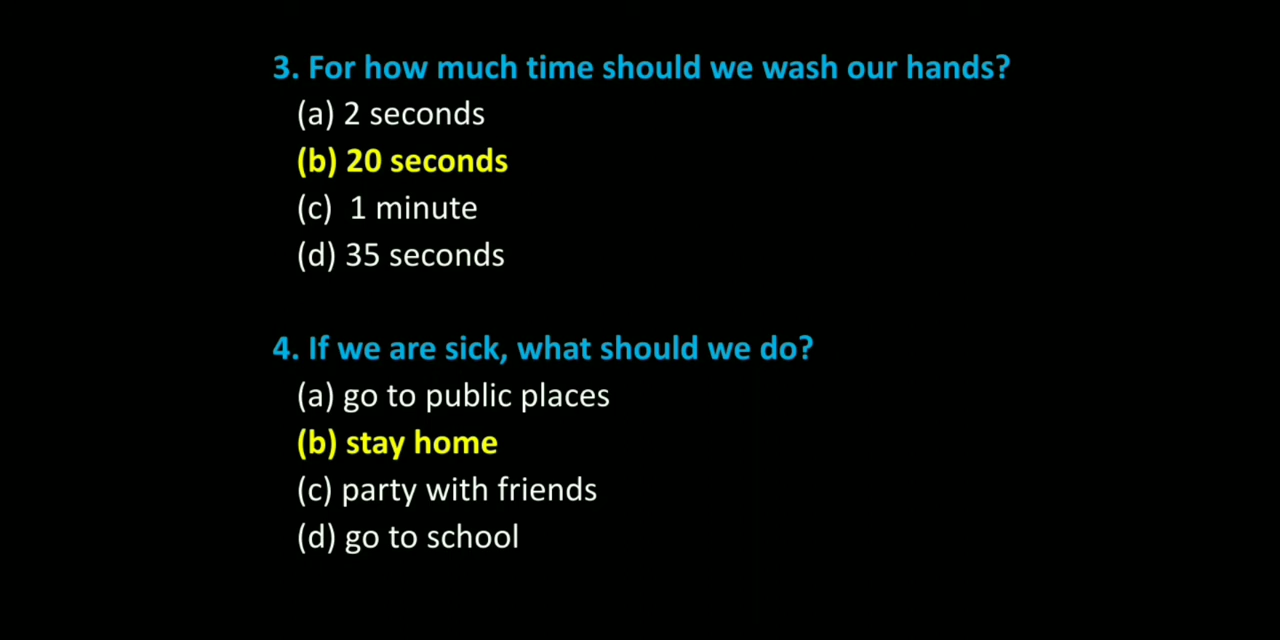 3. For how much time should we wash our hands?
(a) 2 seconds
(b) 20 seconds
(c) 1 minute
(d) 35 seconds
4. If we are sick, what should we do?
(a) go to public places
(b) stay home
(c) party with friends
(d) go to school